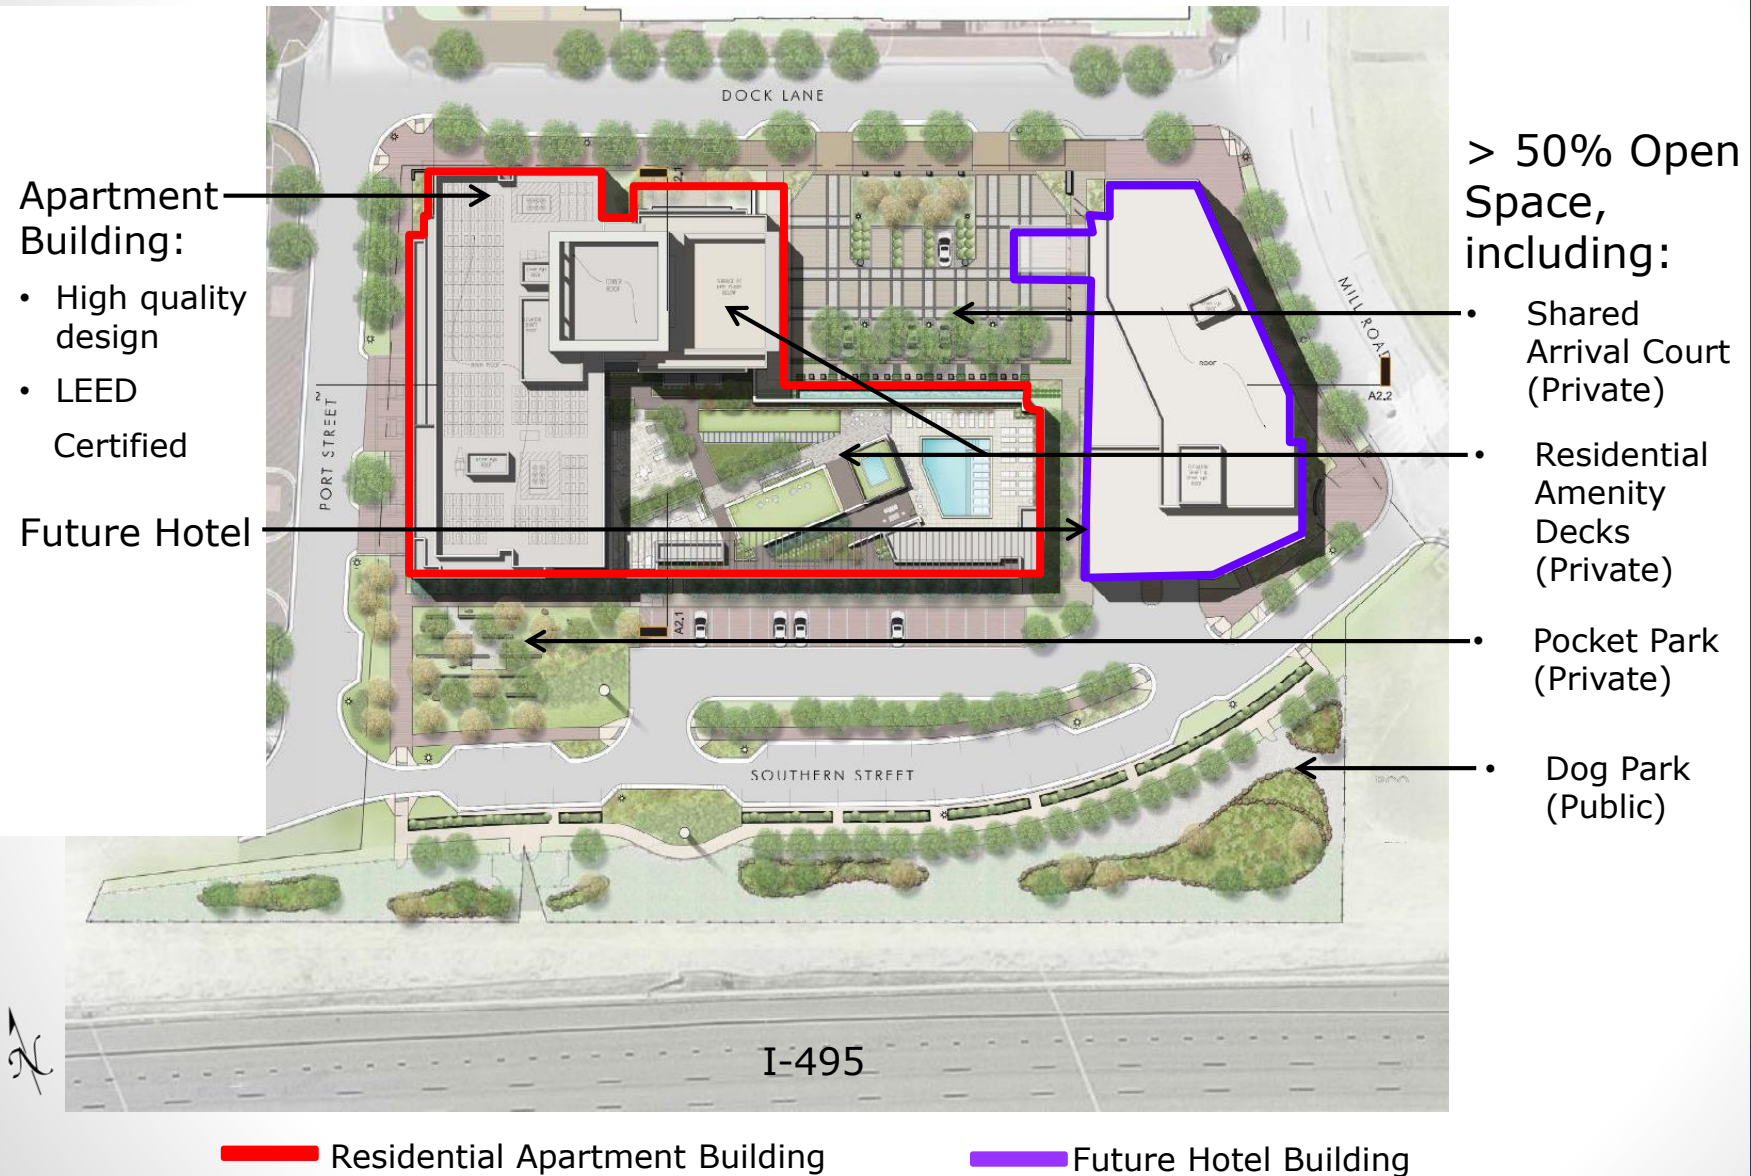 DOCK LANE
Apartment
Building:
• High quality
design
• LEED
Certified
Future Hotel
PORT STREET
MILL ROAD
ROOF
A2.2
A2.1
SOUTHERN STREET
> 50% Open
Space,
including:
• Shared
Arrival Court
(Private)
• Residential
Amenity
Decks
(Private)
• Pocket Park
(Private)
• Dog Park
(Public)
N
I-495
Residential Apartment Building
Future Hotel Building